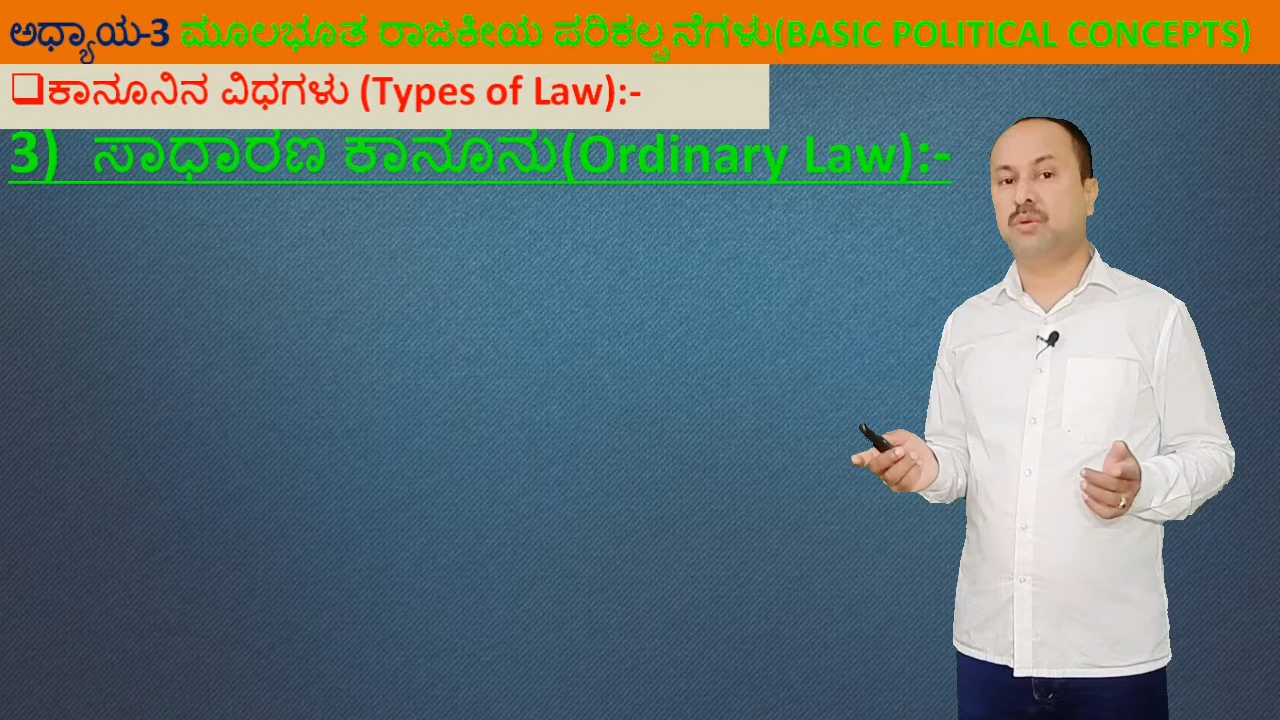 ಅಧ್ಯಾಯ-3 ಮೂಲಭೂತ ರಾಜಕೀಯ ಪರಿಕಲ್ಪನೆಗಳು(BASIC POLITICAL CONCEPTS)
❑ಕಾನೂನಿನ ವಿಧಗಳು (Types of Law):-
3) ಸಾಧಾರಣ ಕಾನೂನು(Ordinary Law):-